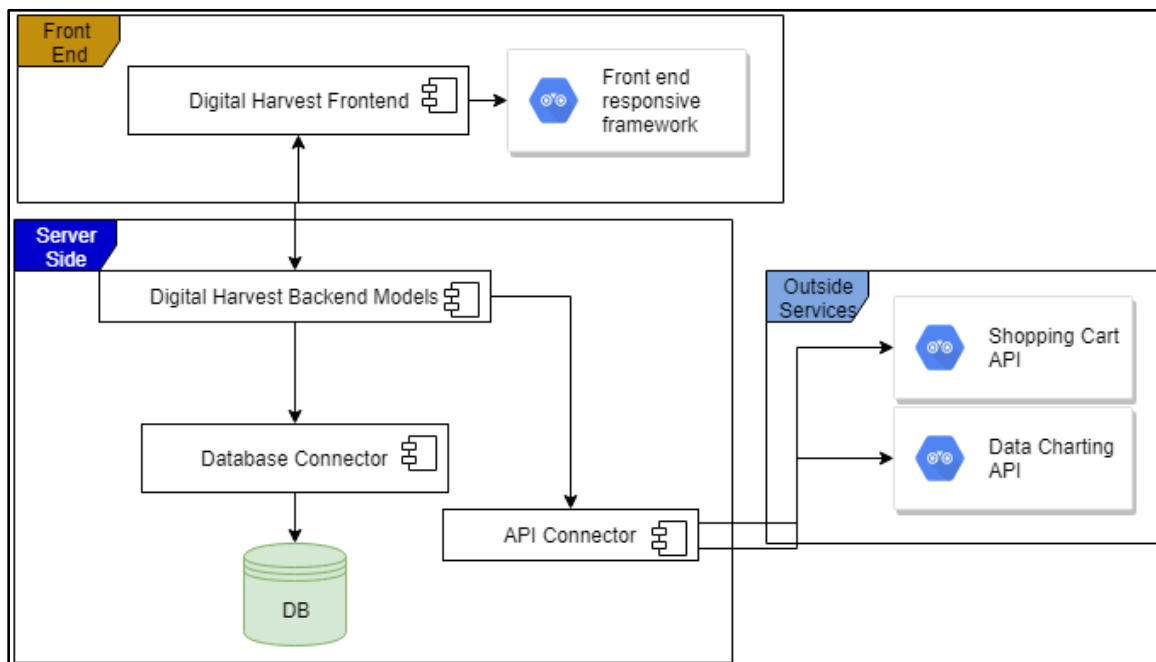 Front
End
Digital Harvest Frontend
Front end
responsive
framework
Server
Side
Digital Harvest Backend Models
Outside
Services
Shopping Cart
API
Database Connector
Data Charting
API
API Connector
DB